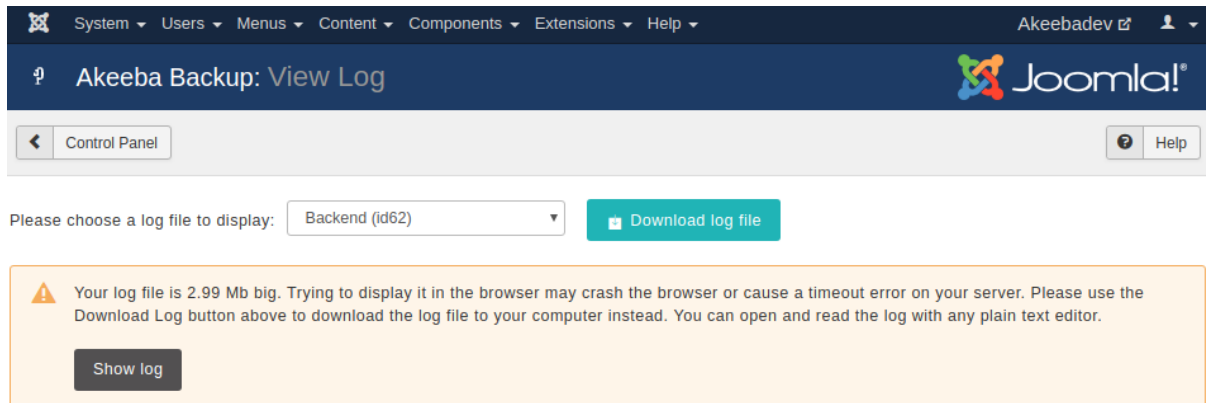 System Users Menus Content Components Extensions Help Akeebadev
Akeeba Backup: View Log Joomla!®
Control Panel Help
Please choose a log file to display: Backend (id62) Download log file
Your log file is 2.99 Mb big. Trying to display it in the browser may crash the browser or cause a timeout error on your server. Please use the
Download Log button above to download the log file to your computer instead. You can open and read the log with any plain text editor.
Show log